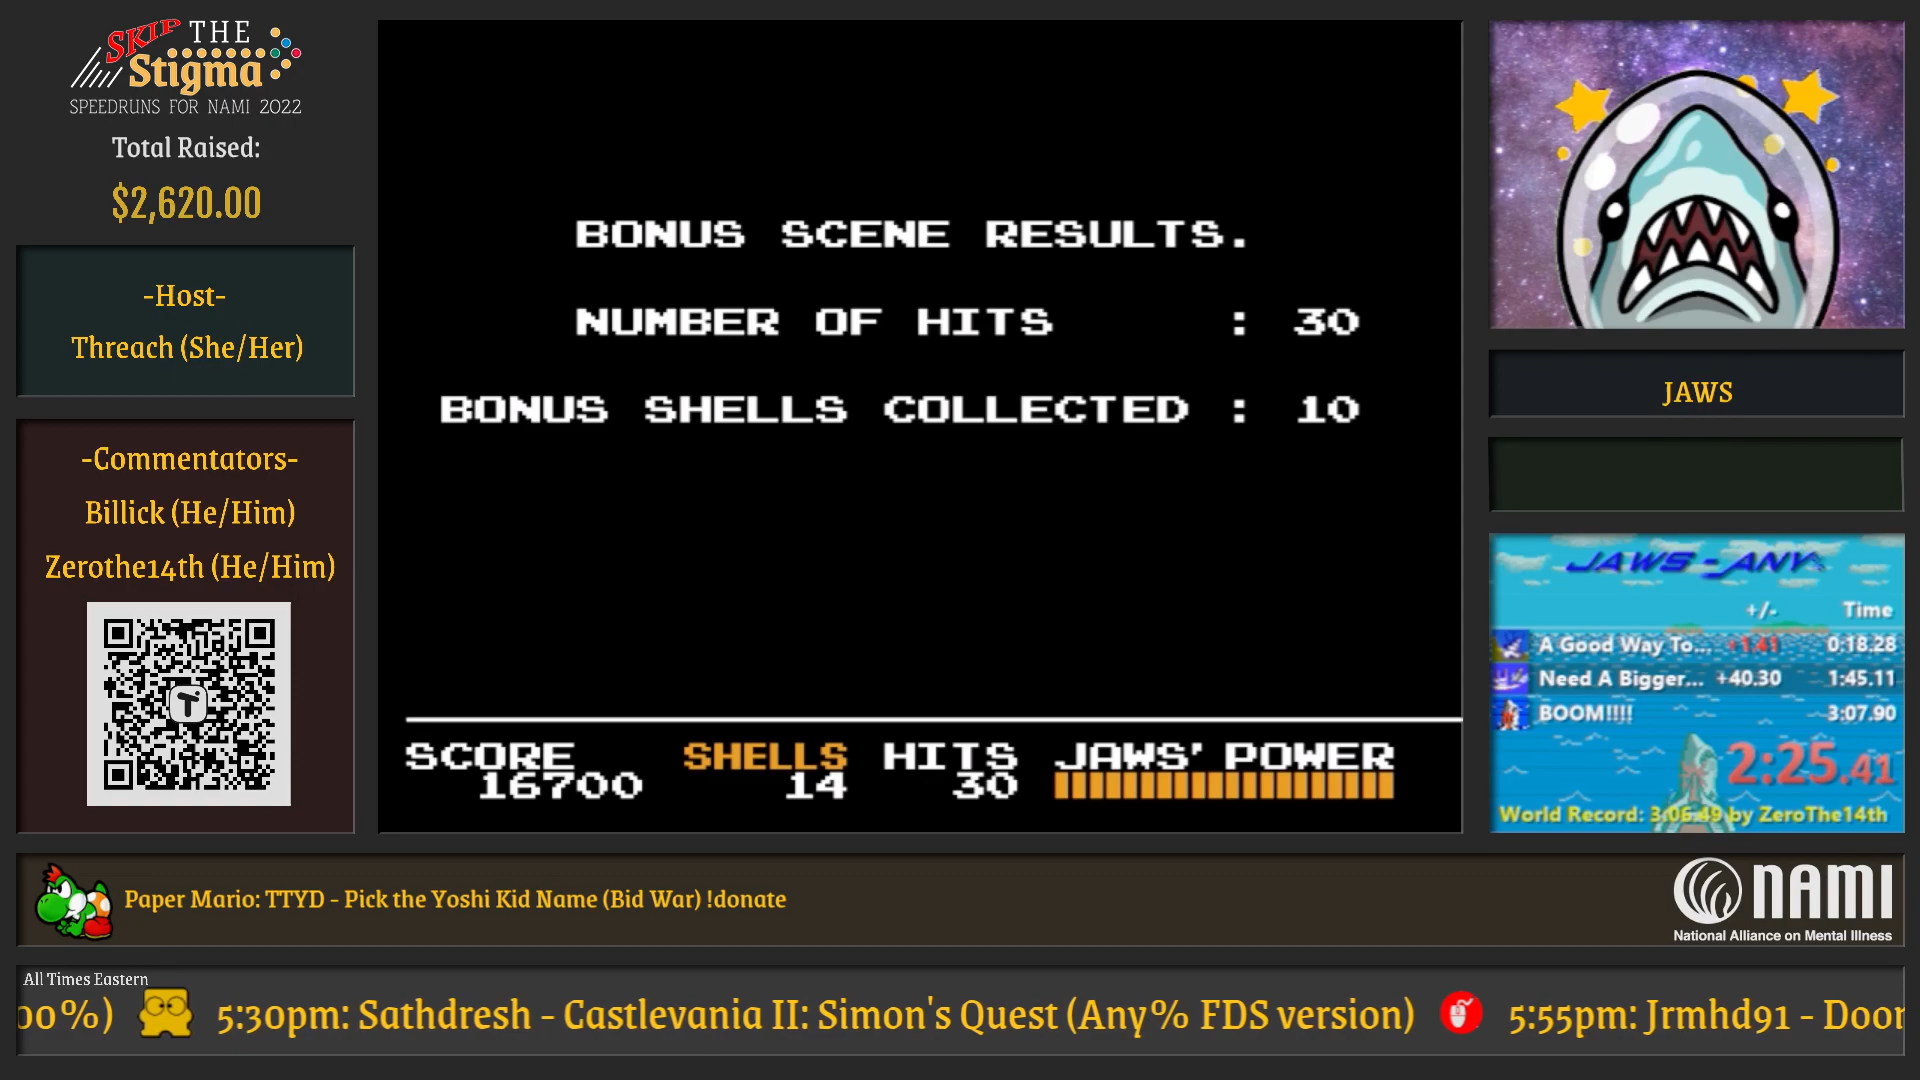 SKIP THE
Stigma
SPEEDRUNS FOR NAMI 2022
Total Raised:
$2,620.00
-Host-
Threach (She/Her)
-Commentators-
Billick (He/Him)
Zerothe14th (He/Him)
T
BONUS SCENE RESULTS.
NUMBER OF HITS : 30
BONUS SHELLS COLLECTED : 10
SCORE SHELLS HITS JAWS' POWER
16700 14 30
JAWS
JAWS - ANY%
+/- Time
A Good Way To... +1.41 0:18.28
Need A Bigger... +40.30 1:45.11
BOOM!!!! 3:07.90
2:25.41
World Record: 3:06.49 by ZeroThe14th
Paper Mario: TTYD - Pick the Yoshi Kid Name (Bid War) !donate
NAMI
National Alliance on Mental Illness
All Times Eastern
00%) 5:30pm: Sathdresh - Castlevania II: Simon's Quest (Any% FDS version) 5:55pm: Jrmhd91 - Door